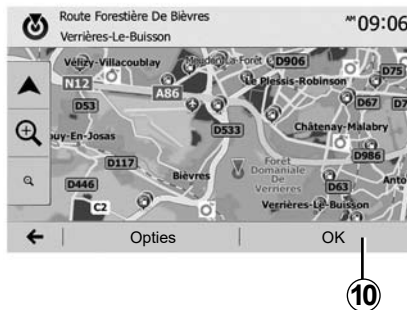 Route Forestière De Bièvres
Verrières-Le-Buisson
AM 09:06
Vélizy-Villacoublay
Meudon-La-Forêt
D906
Le Plessis-Robinson
D75
N12
A86
D53
D67
D7
D533
Châtenay-Malabry
Jouy-En-Josas
D986
D117
Forêt
Domaniale
De
Verrières
Bièvres
D446
D63
Anto
Verrières-Le-Buisson
C2
Opties
OK
10